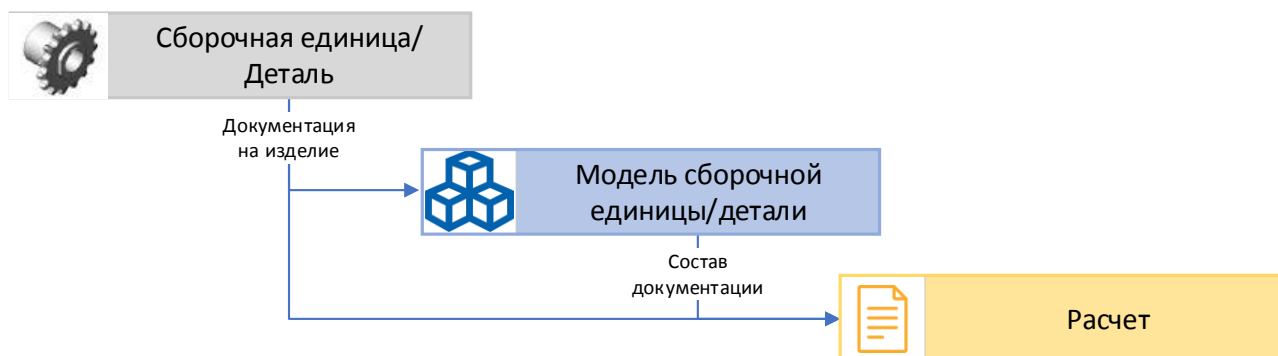 Сборочная единица/
Деталь
Документация
на изделие
Модель сборочной
единицы/детали
Состав
документации
Расчет